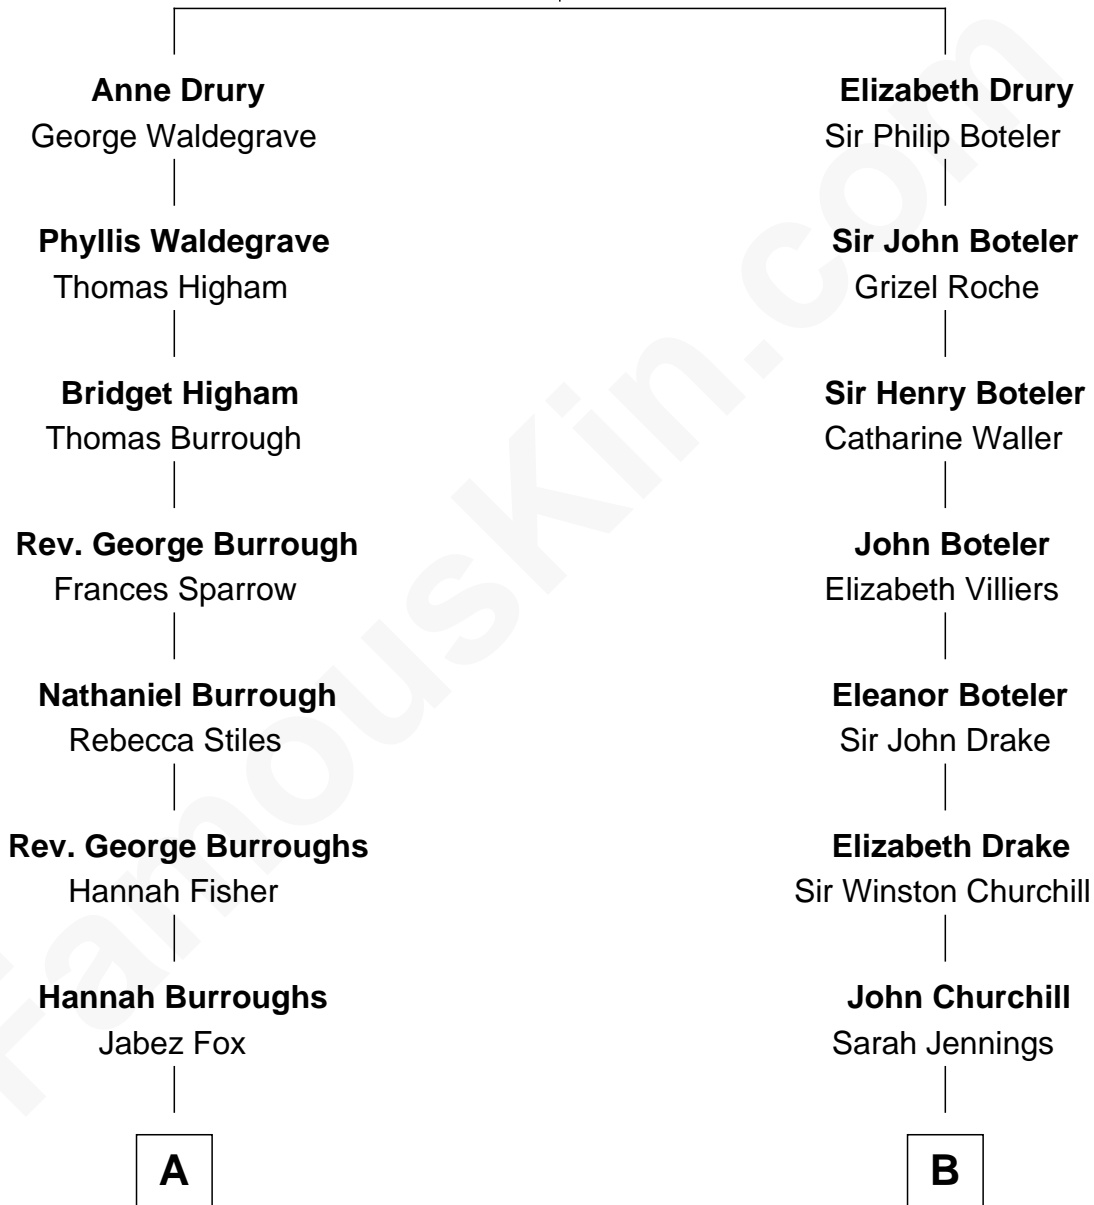 Anne Drury
George Waldegrave
Elizabeth Drury
Sir Philip Boteler
Phyllis Waldegrave
Thomas Higham
Sir John Boteler
Grizel Roche
Bridget Higham
Thomas Burrough
Sir Henry Boteler
Catharine Waller
Rev. George Burrough
Frances Sparrow
John Boteler
Elizabeth Villiers
Nathaniel Burrough
Rebecca Stiles
Eleanor Boteler
Sir John Drake
Rev. George Burroughs
Hannah Fisher
Elizabeth Drake
Sir Winston Churchill
Hannah Burroughs
Jabez Fox
John Churchill
Sarah Jennings
A
B
FamousKin.com